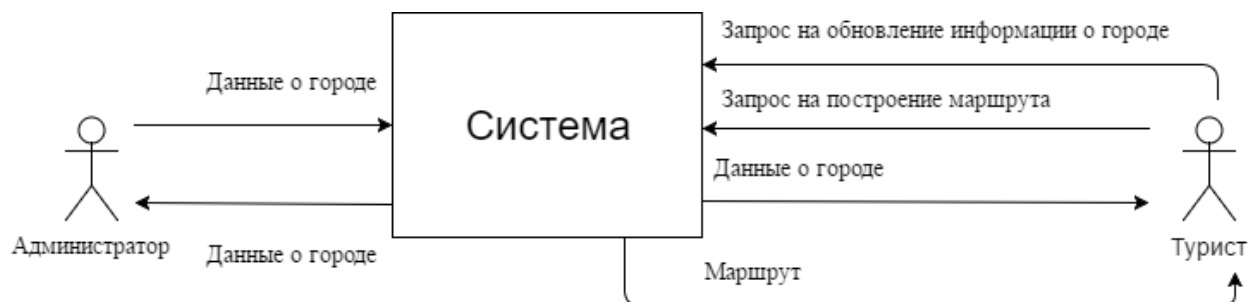 Запрос на обновление информации о городе
Данные о городе
Запрос на построение маршрута
Система
Данные о городе
Администратор
Данные о городе
Турист
Маршрут